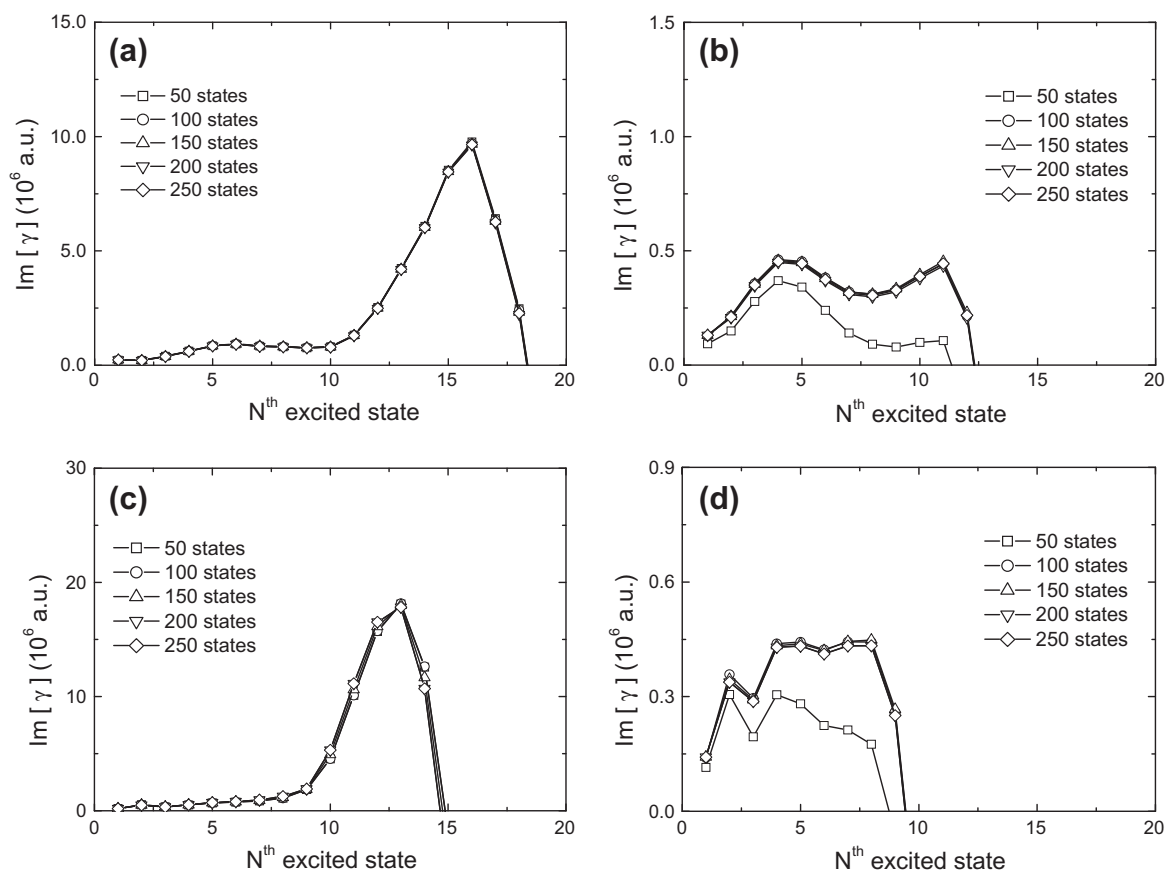 (a)
15.0
10.0
5.0
0.0
Im [ γ ] (10⁶ a.u.)
50 states
100 states
150 states
200 states
250 states
0 5 10 15 20
Nᵗʰ excited state
(b)
1.5
1.0
0.5
0.0
Im [ γ ] (10⁶ a.u.)
50 states
100 states
150 states
200 states
250 states
0 5 10 15 20
Nᵗʰ excited state
(c)
30
20
10
0
Im [ γ ] (10⁶ a.u.)
50 states
100 states
150 states
200 states
250 states
0 5 10 15 20
Nᵗʰ excited state
(d)
0.9
0.6
0.3
0.0
Im [ γ ] (10⁶ a.u.)
50 states
100 states
150 states
200 states
250 states
0 5 10 15 20
Nᵗʰ excited state